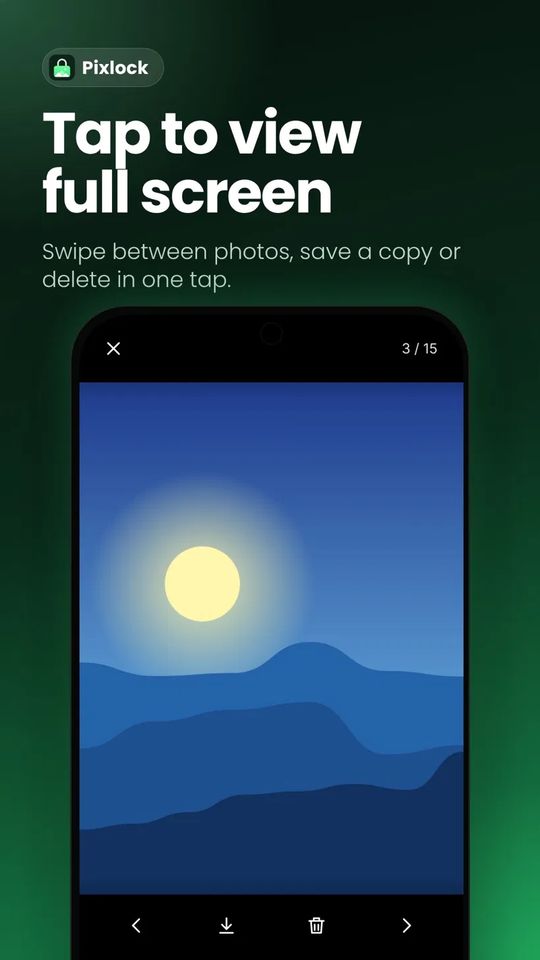 Pixlock
Tap to view
full screen
Swipe between photos, save a copy or
delete in one tap.
3 / 15